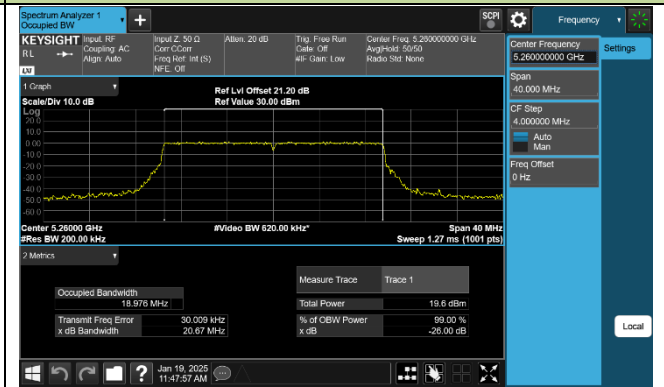 Spectrum Analyzer 1
Occupied BW
+
SCPI
Frequency
KEYSIGHT
RL
LXI
Input: RF
Coupling: AC
Align: Auto
Input Z: 50 Ω
Corr CCorr
Freq Ref: Int (S)
NFE: Off
Atten: 20 dB
Trig: Free Run
Gate: Off
#IF Gain: Low
Center Freq: 5.260000000 GHz
Avg|Hold: 50/50
Radio Std: None
Center Frequency
5.260000000 GHz
Settings
Span
40.000 MHz
CF Step
4.000000 MHz
Auto
Man
Freq Offset
0 Hz
Local
1 Graph
Scale/Div 10.0 dB
Ref Lvl Offset 21.20 dB
Ref Value 30.00 dBm
Log
20.0
10.0
0.00
-10.0
-20.0
-30.0
-40.0
-50.0
-60.0
Center 5.26000 GHz
#Video BW 620.00 kHz*
Span 40 MHz
#Res BW 200.00 kHz
Sweep 1.27 ms (1001 pts)
2 Metrics
Measure Trace
Trace 1
Occupied Bandwidth
18.976 MHz
Total Power
19.6 dBm
Transmit Freq Error
30.009 kHz
% of OBW Power
99.00 %
x dB Bandwidth
20.67 MHz
x dB
-26.00 dB
?
Jan 19, 2025
11:47:57 AM